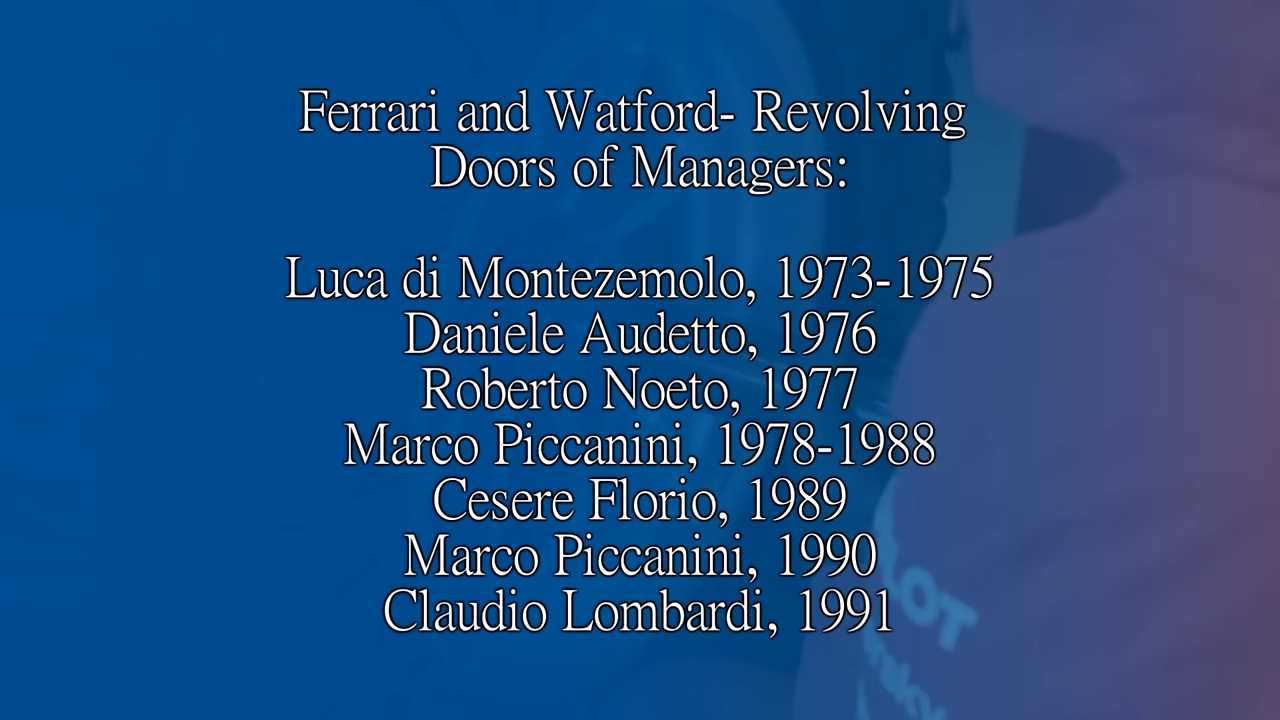 Ferrari and Watford- Revolving
Doors of Managers:
Luca di Montezemolo, 1973-1975
Daniele Audetto, 1976
Roberto Noeto, 1977
Marco Piccanini, 1978-1988
Cesere Florio, 1989
Marco Piccanini, 1990
Claudio Lombardi, 1991